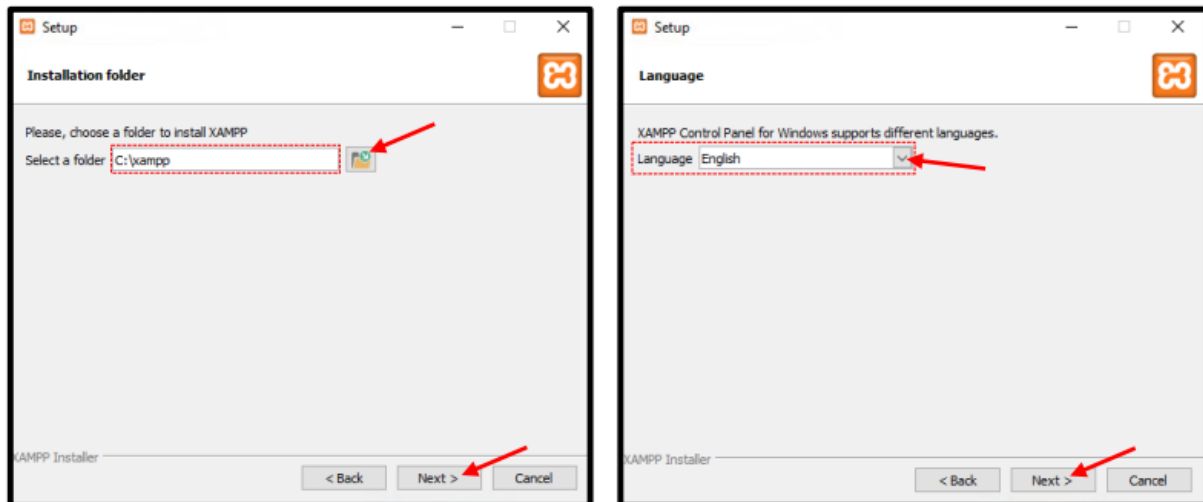 Setup
Installation folder
Please, choose a folder to install XAMPP
Select a folder C:\xampp
XAMPP Installer
< Back Next > Cancel
Setup
Language
XAMPP Control Panel for Windows supports different languages.
Language English
XAMPP Installer
< Back Next > Cancel